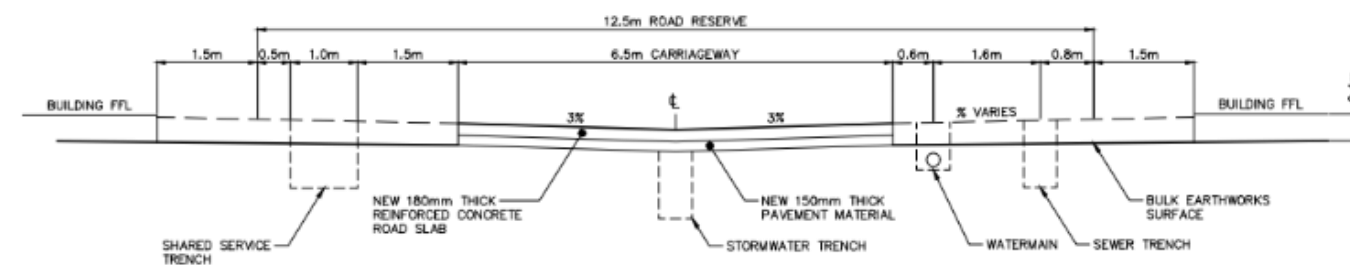 12.5m ROAD RESERVE
1.5m
0.5m
1.0m
1.5m
6.5m CARRIAGEWAY
0.6m
1.6m
0.8m
1.5m
BUILDING FFL
℄
BUILDING FFL
3%
3%
% VARIES
NEW 180mm THICK
REINFORCED CONCRETE
ROAD SLAB
NEW 150mm THICK
PAVEMENT MATERIAL
BULK EARTHWORKS
SURFACE
SHARED SERVICE
TRENCH
STORMWATER TRENCH
WATERMAIN
SEWER TRENCH